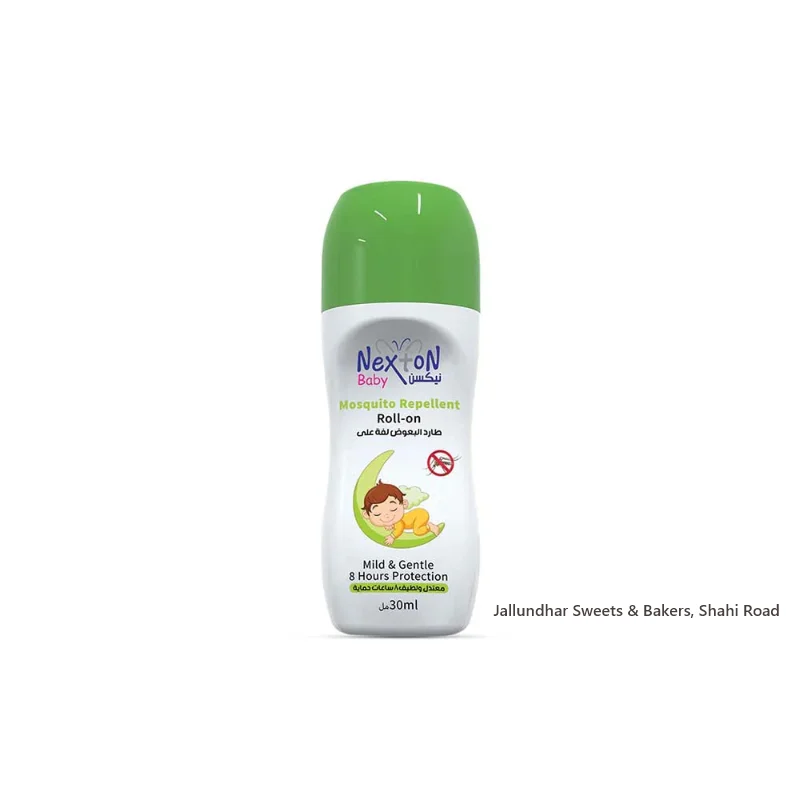 Nexton
Baby نيكسن
Mosquito Repellent
Roll-on
طارد البعوض لفة على
Mild & Gentle
8 Hours Protection
معتدل ولطيف ٨ ساعات حماية
30ml مل
Jallundhar Sweets & Bakers, Shahi Road